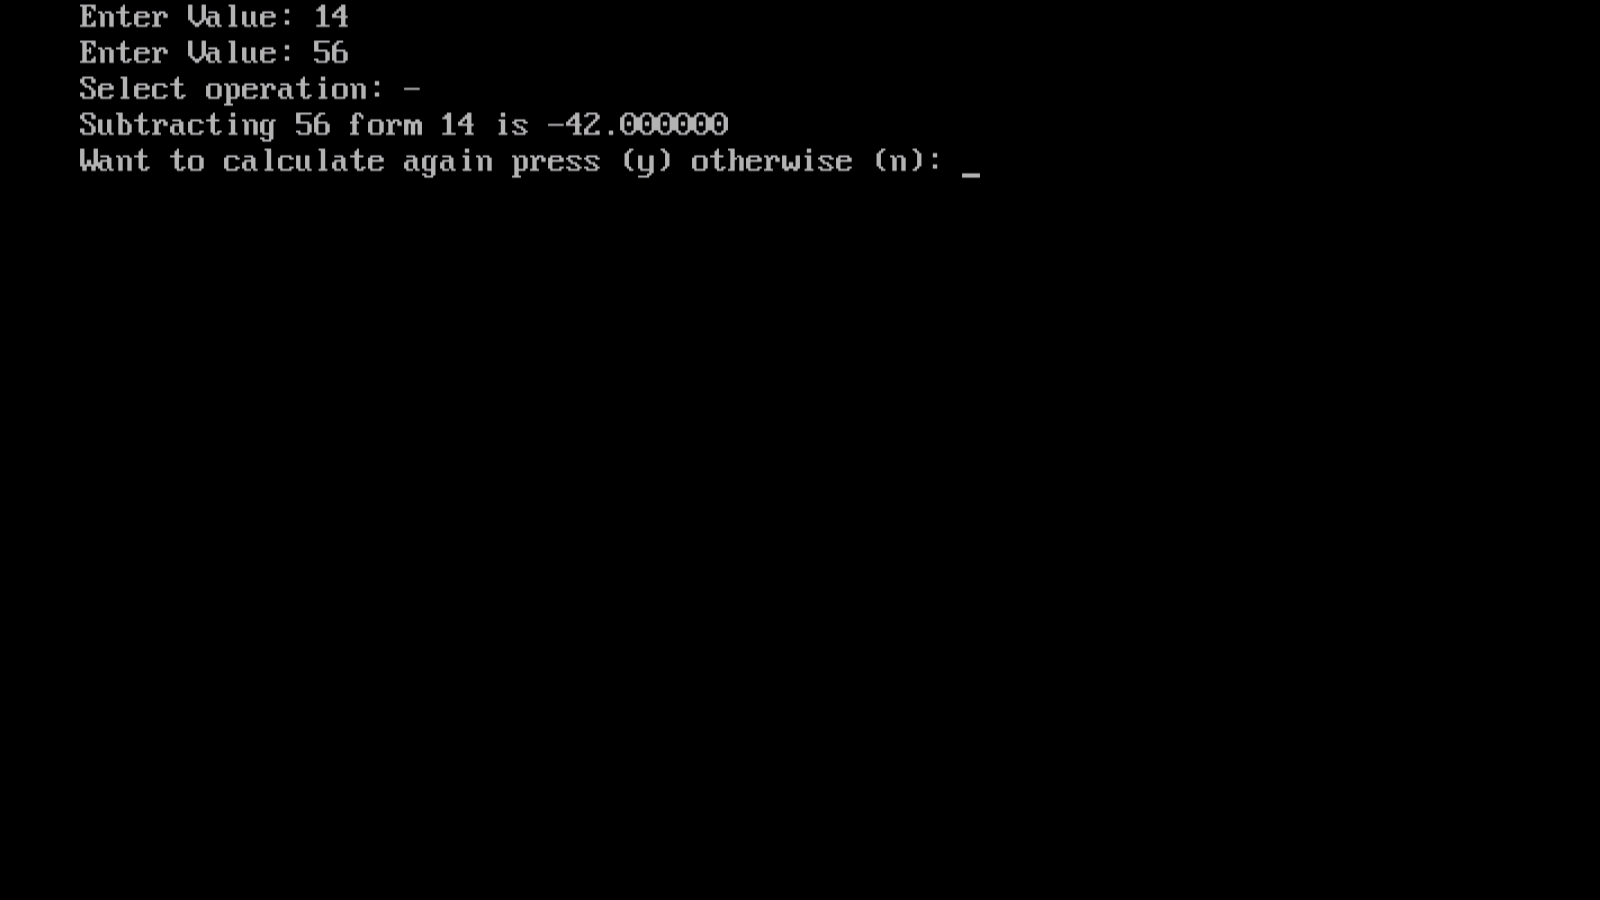 Enter Value: 14
Enter Value: 56
Select operation: -
Subtracting 56 form 14 is -42.000000
Want to calculate again press (y) otherwise (n): _